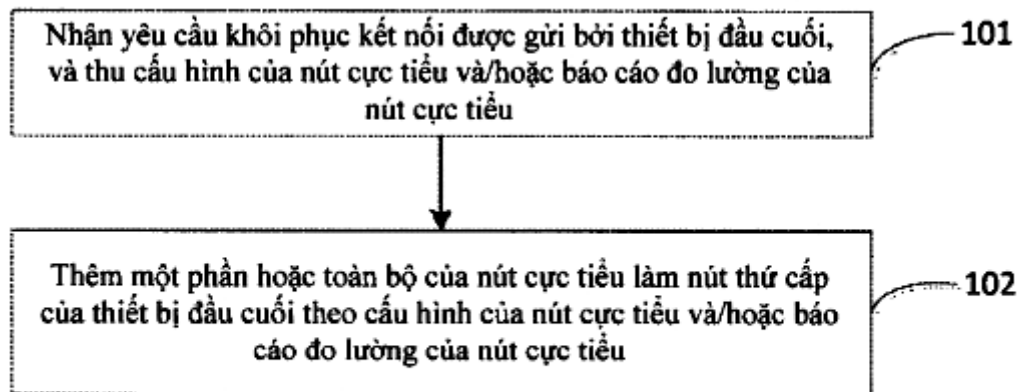 Nhận yêu cầu khôi phục kết nối được gửi bởi thiết bị đầu cuối,
và thu cấu hình của nút cực tiểu và/hoặc báo cáo đo lường của
nút cực tiểu
101
Thêm một phần hoặc toàn bộ của nút cực tiểu làm nút thứ cấp
của thiết bị đầu cuối theo cấu hình của nút cực tiểu và/hoặc báo
cáo đo lường của nút cực tiểu
102